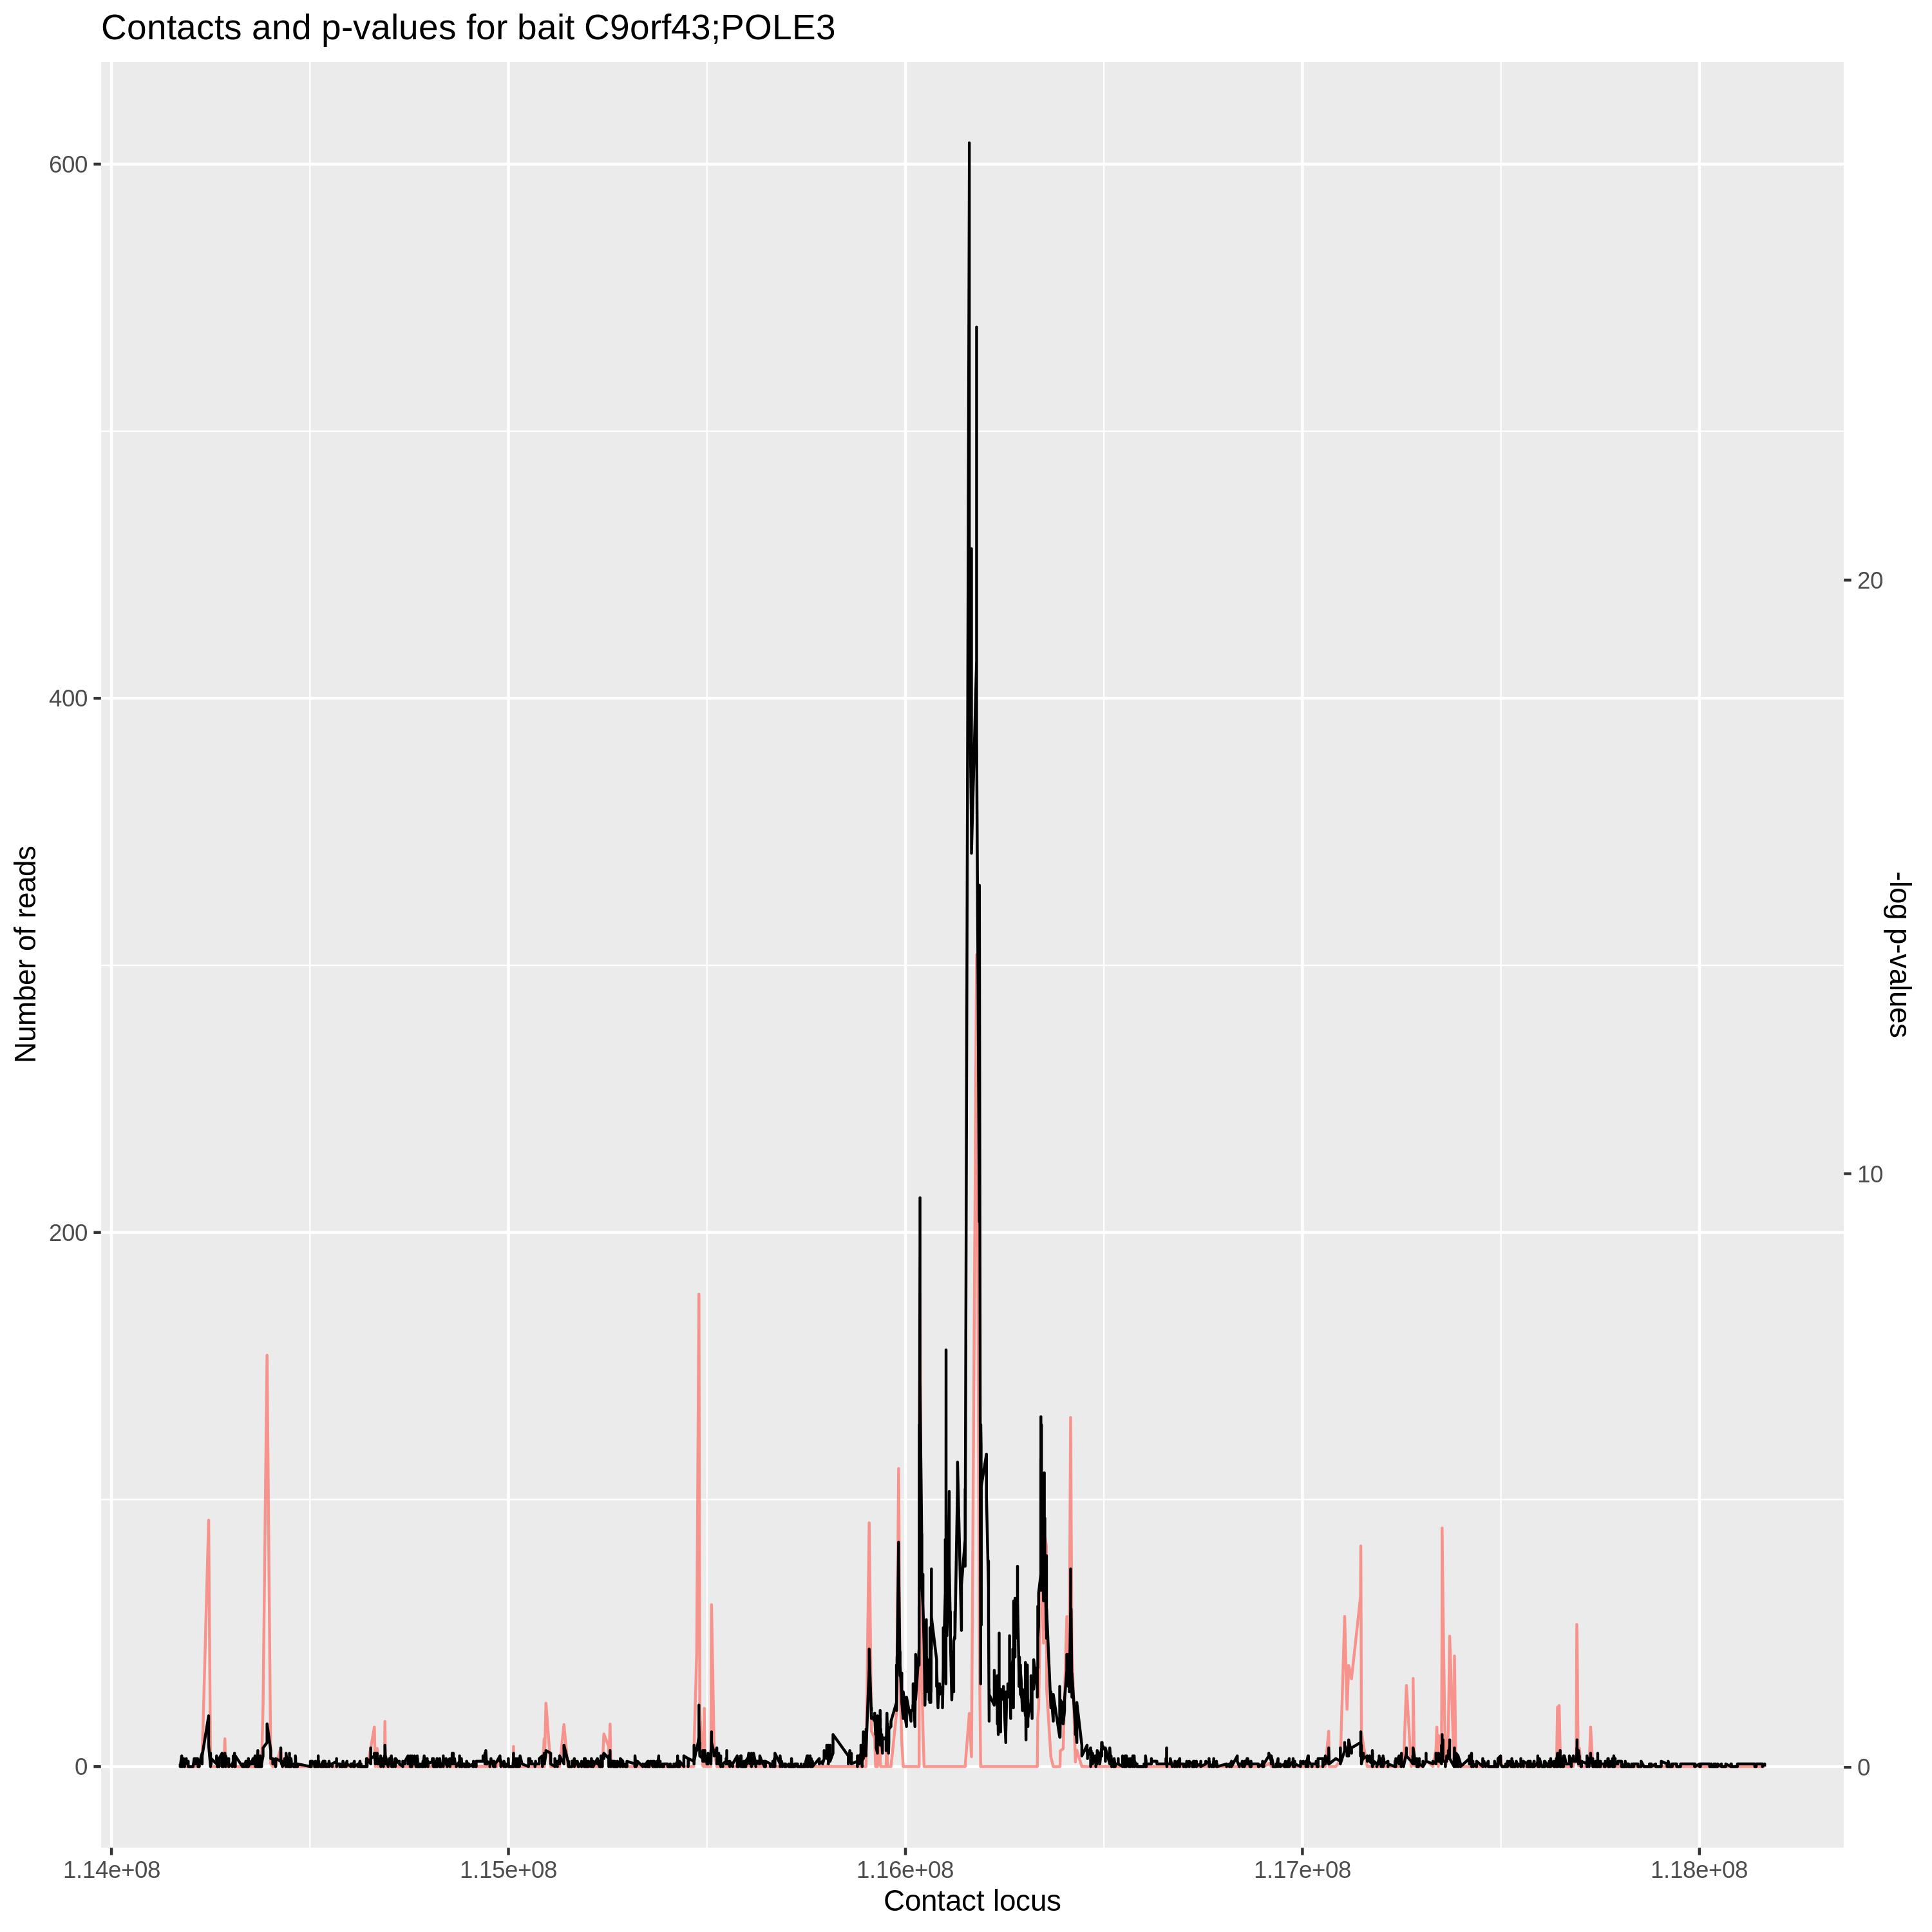 Contacts and p-values for bait C9orf43;POLE3
600
400
200
0
Number of reads
20
10
0
-log p-values
1.14e+08
1.15e+08
1.16e+08
1.17e+08
1.18e+08
Contact locus